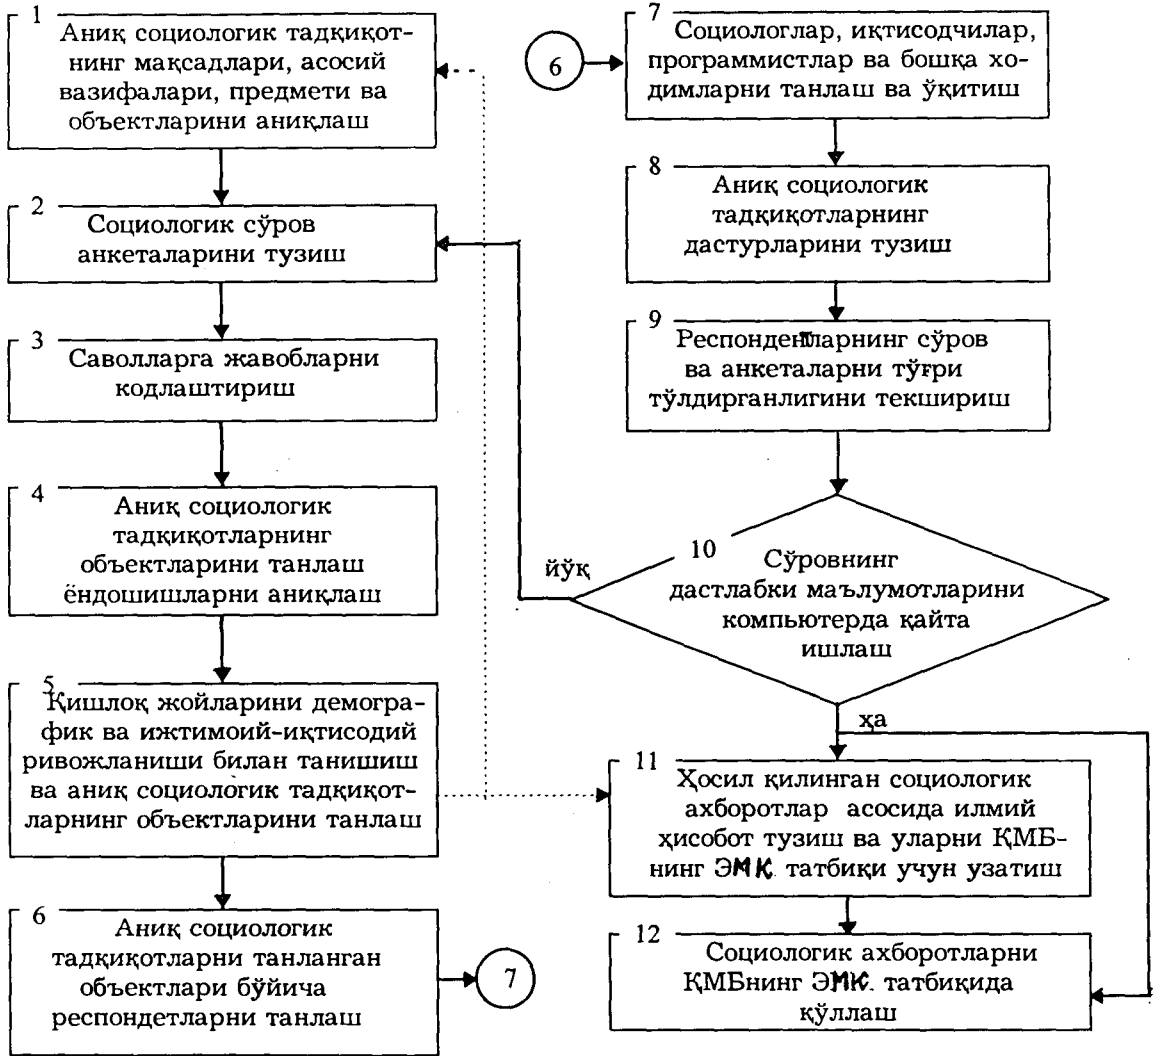 1
Аниқ социологик тадқиқот-
нинг мақсадлари, асосий
вазифалари, предмети ва
объектларини аниқлаш
2
Социологик сўров
анкеталарини тузиш
3
Саволларга жавобларни
кодлаштириш
4
Аниқ социологик
тадқиқотларнинг
объектларини танлаш
ёндошишларни аниқлаш
5
Қишлоқ жойларини демогра-
фик ва ижтимоий-иқтисодий
ривожланиши билан танишиш
ва аниқ социологик тадқиқот-
ларнинг объектларини танлаш
6
Аниқ социологик
тадқиқотларни танланган
объектлари бўйича
респондетларни танлаш
7
6
7
Социологлар, иқтисодчилар,
программистлар ва бошқа хо-
димларни танлаш ва ўқитиш
8
Аниқ социологик
тадқиқотларнинг
дастурларини тузиш
9
Респондентларнинг сўров
ва анкеталарни тўғри
тўлдирганлигини текшириш
10
Сўровнинг
дастлабки маълумотларини
компьютерда қайта
ишлаш
йўқ
ҳа
11
Ҳосил қилинган социологик
ахборотлар асосида илмий
ҳисобот тузиш ва уларни ҚМБ-
нинг ЭМК. татбиқи учун узатиш
12
Социологик ахборотларни
ҚМБнинг ЭМК. татбиқида
қўллаш